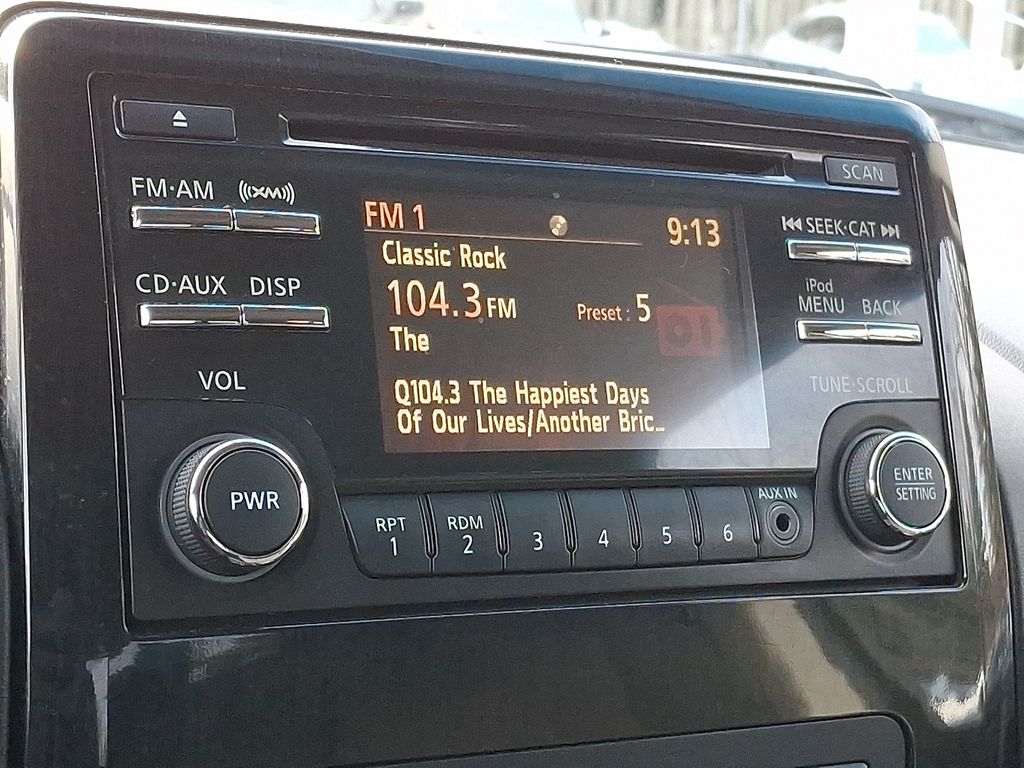 SCAN
FM·AM ((XM))
FM 1 9:13
SEEK·CAT
Classic Rock
CD·AUX DISP
104.3 FM Preset : 5
iPod
MENU BACK
The
VOL
TUNE·SCROLL
Q104.3 The Happiest Days
Of Our Lives/Another Bric…
PWR
ENTER
SETTING
RPT
1
RDM
2
3
4
5
6
AUX IN